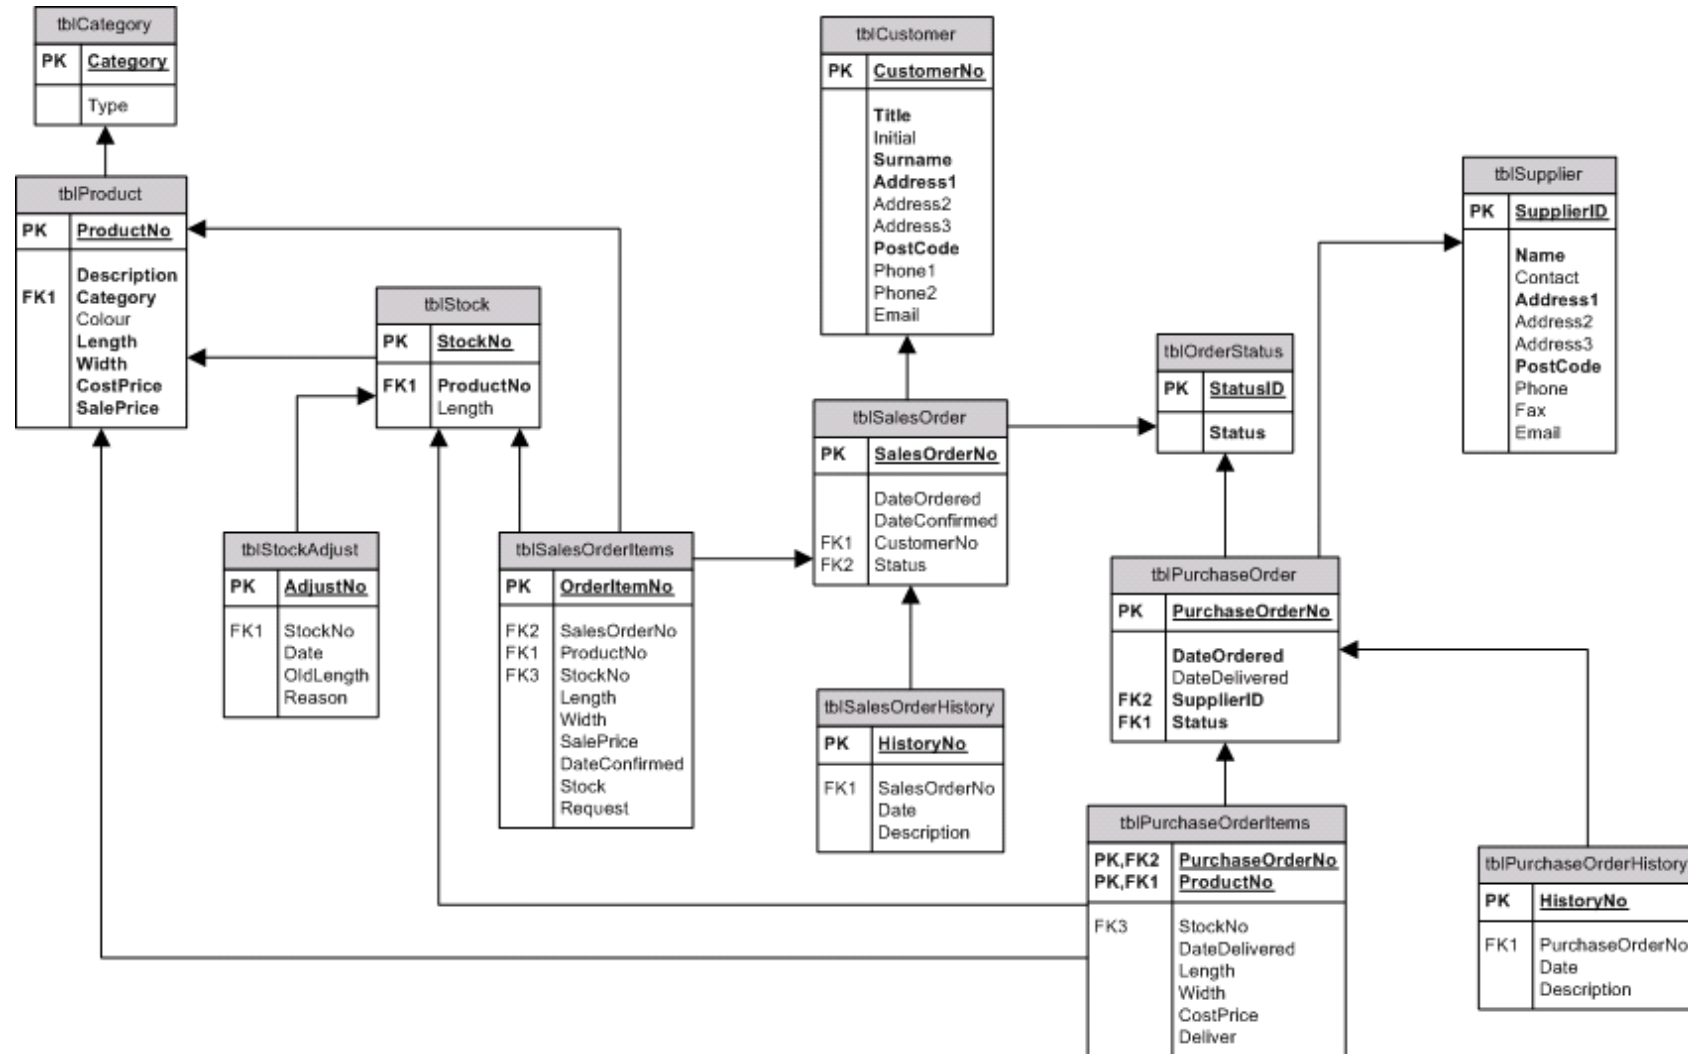 tblCategory
PK Category
Type
tblProduct
PK ProductNo
Description
FK1 Category
Colour
Length
Width
CostPrice
SalePrice
tblStock
PK StockNo
FK1 ProductNo
Length
tblCustomer
PK CustomerNo
Title
Initial
Surname
Address1
Address2
Address3
PostCode
Phone1
Phone2
Email
tblSupplier
PK SupplierID
Name
Contact
Address1
Address2
Address3
PostCode
Phone
Fax
Email
tblOrderStatus
PK StatusID
Status
tblSalesOrder
PK SalesOrderNo
DateOrdered
DateConfirmed
FK1 CustomerNo
FK2 Status
tblStockAdjust
PK AdjustNo
FK1 StockNo
Date
OldLength
Reason
tblSalesOrderItems
PK OrderItemNo
FK2 SalesOrderNo
FK1 ProductNo
FK3 StockNo
Length
Width
SalePrice
DateConfirmed
Stock
Request
tblSalesOrderHistory
PK HistoryNo
FK1 SalesOrderNo
Date
Description
tblPurchaseOrder
PK PurchaseOrderNo
DateOrdered
DateDelivered
FK2 SupplierID
FK1 Status
tblPurchaseOrderItems
PK,FK2 PurchaseOrderNo
PK,FK1 ProductNo
FK3 StockNo
DateDelivered
Length
Width
CostPrice
Deliver
tblPurchaseOrderHistory
PK HistoryNo
FK1 PurchaseOrderNo
Date
Description